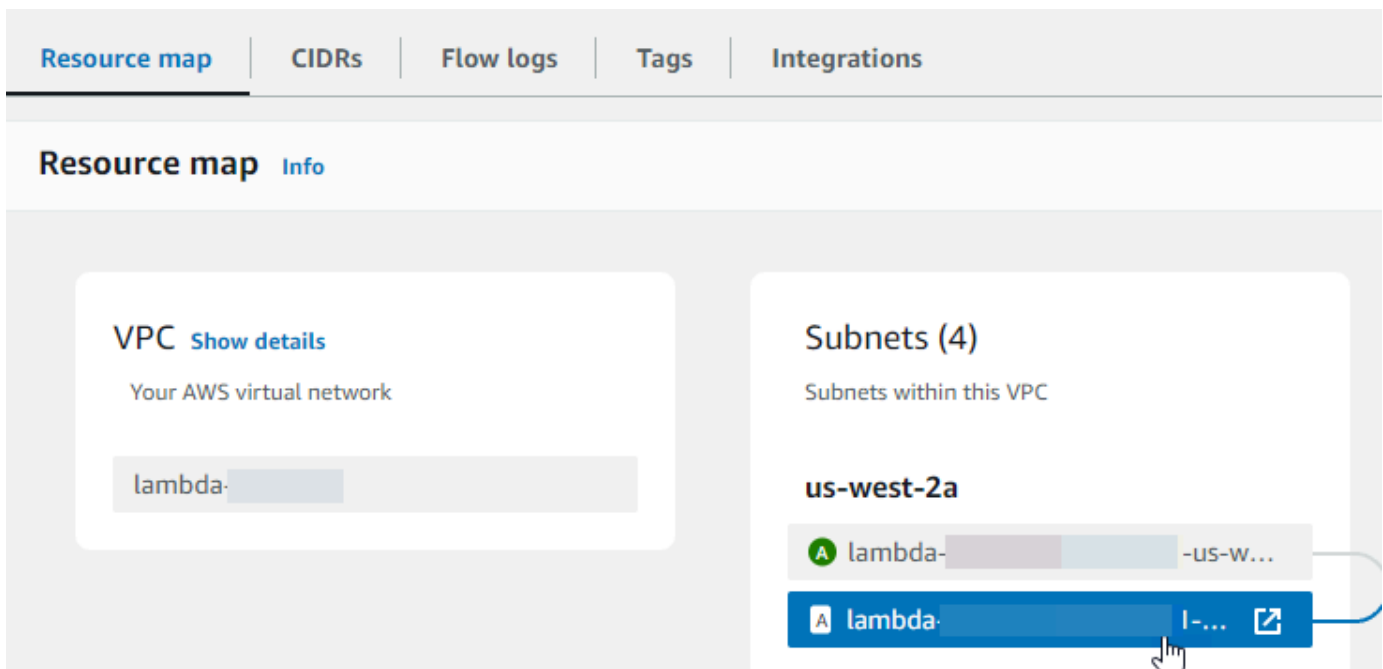 Resource map CIDRs Flow logs Tags Integrations
Resource map Info
VPC Show details
Your AWS virtual network
lambda-
Subnets (4)
Subnets within this VPC
us-west-2a
A lambda- -us-w...
A lambda- l-...